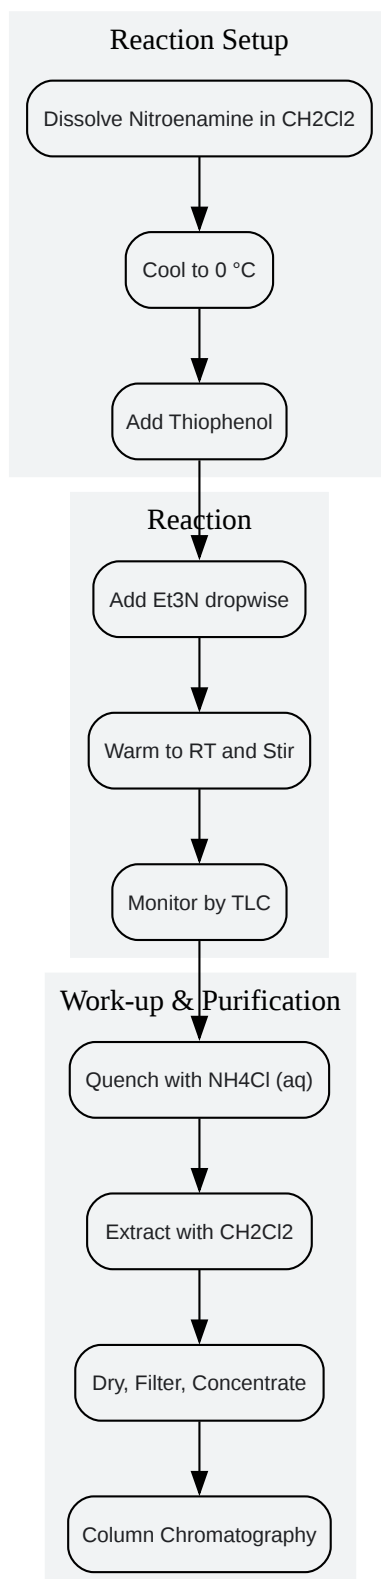 Reaction Setup
Dissolve Nitroenamine in CH2Cl2
Cool to 0 °C
Add Thiophenol
Reaction
Add Et3N dropwise
Warm to RT and Stir
Monitor by TLC
Work-up & Purification
Quench with NH4Cl (aq)
Extract with CH2Cl2
Dry, Filter, Concentrate
Column Chromatography